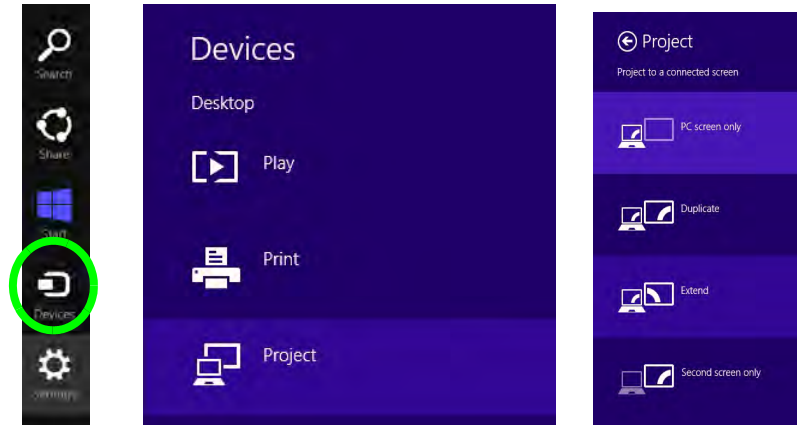 Search
Share
Start
Devices
Settings
Devices
Desktop
Play
Print
Project
Project
Project to a connected screen
PC screen only
Duplicate
Extend
Second screen only